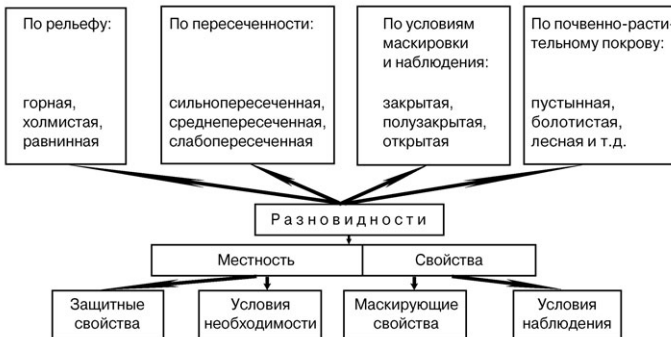 По рельефу:
горная,
холмистая,
равнинная
По пересеченности:
сильнопересеченная,
среднепересеченная,
слабопересеченная
По условиям
маскировки
и наблюдения:
закрытая,
полузакрытая,
открытая
По почвенно-расти-
тельному покрову:
пустынная,
болотистая,
лесная и т.д.
Разновидности
Местность
Свойства
Защитные
свойства
Условия
необходимости
Маскирующие
свойства
Условия
наблюдения